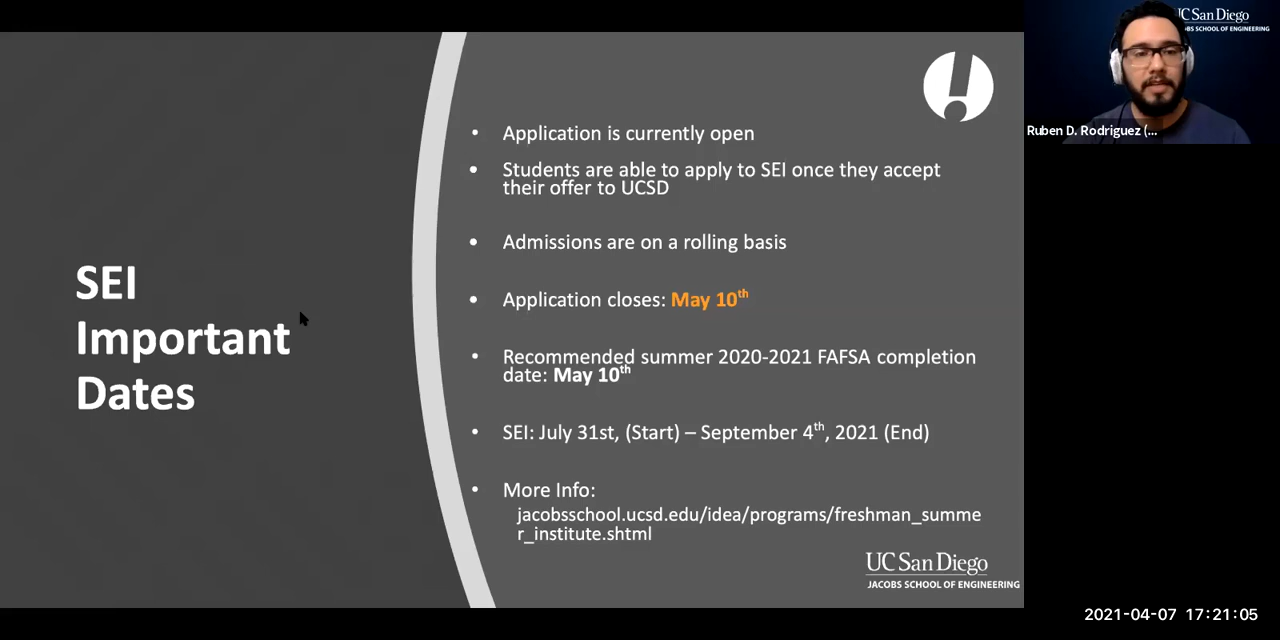 SEI
Important
Dates
• Application is currently open
• Students are able to apply to SEI once they accept
their offer to UCSD
• Admissions are on a rolling basis
• Application closes: May 10th
• Recommended summer 2020-2021 FAFSA completion
date: May 10th
• SEI: July 31st, (Start) – September 4th, 2021 (End)
• More Info:
jacobsschool.ucsd.edu/idea/programs/freshman_summe
r_institute.shtml
UC San Diego
JACOBS SCHOOL OF ENGINEERING
UC San Diego
OBS SCHOOL OF ENGINEERING
Ruben D. Rodriguez (...
2021-04-07 17:21:05